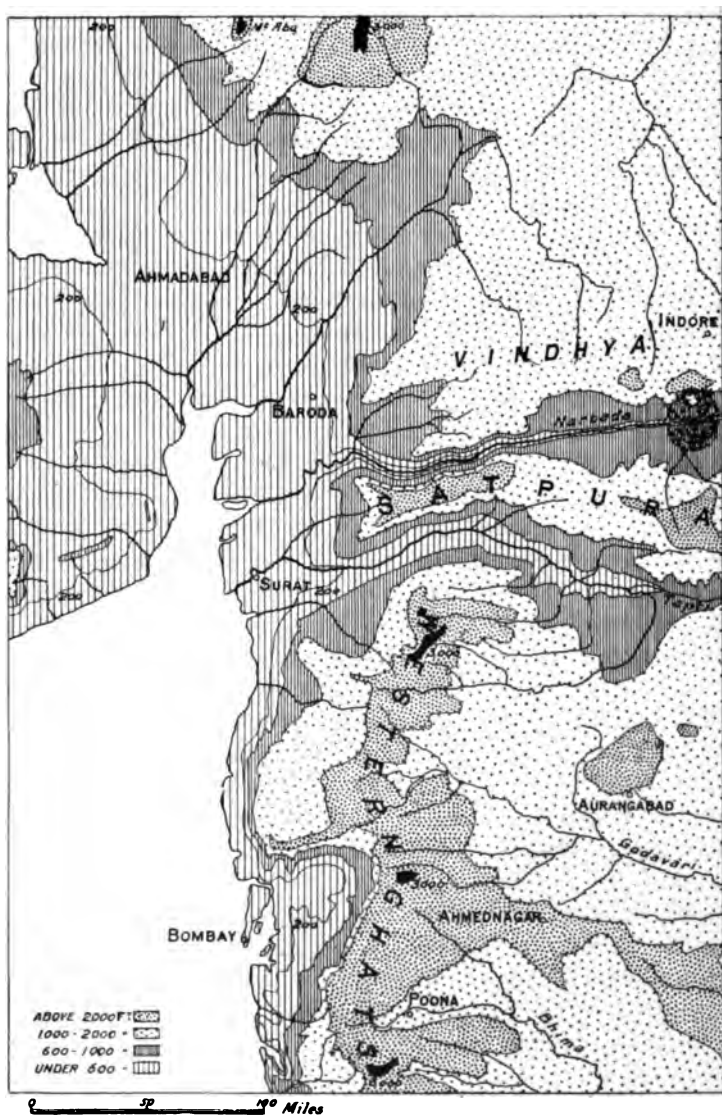 200
Mt Abu
3000
AHMADABAD
200
200
INDORE
VINDHYA
BARODA
Narbada
SATPURA
SURAT
200
Tapti
200
3000
WESTERN GHATS
AURANGABAD
Godavari
3000
AHMEDNAGAR
200
BOMBAY
POONA
Bhima
ABOVE 2000 FT
1000-2000 "
600-1000 "
UNDER 600 "
0 50 100 Miles